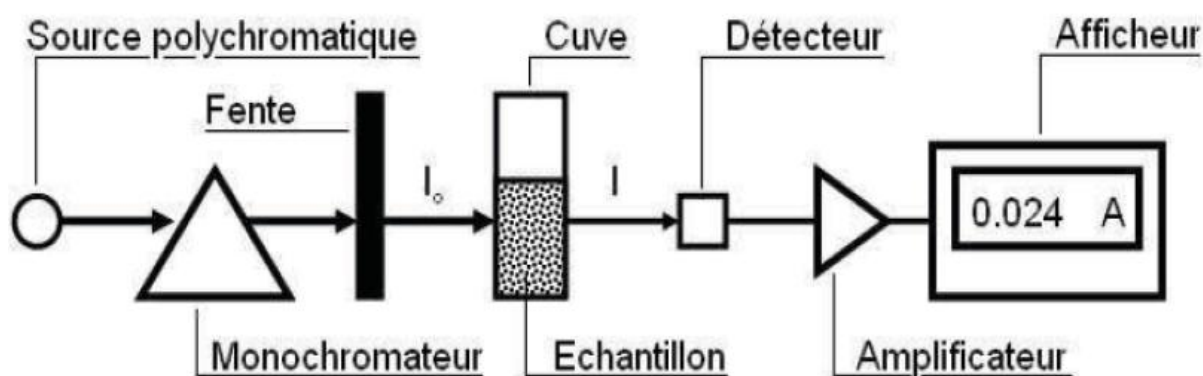 Source polychromatique
Cuve
Détecteur
Afficheur
Fente
I₀
I
0.024 A
Monochromateur
Echantillon
Amplificateur